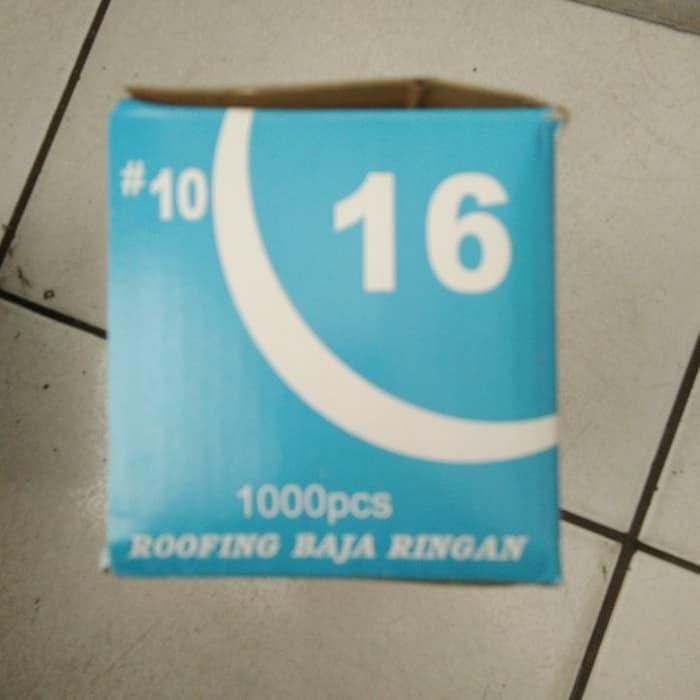 #10
16
1000pcs
ROOFING BAJA RINGAN